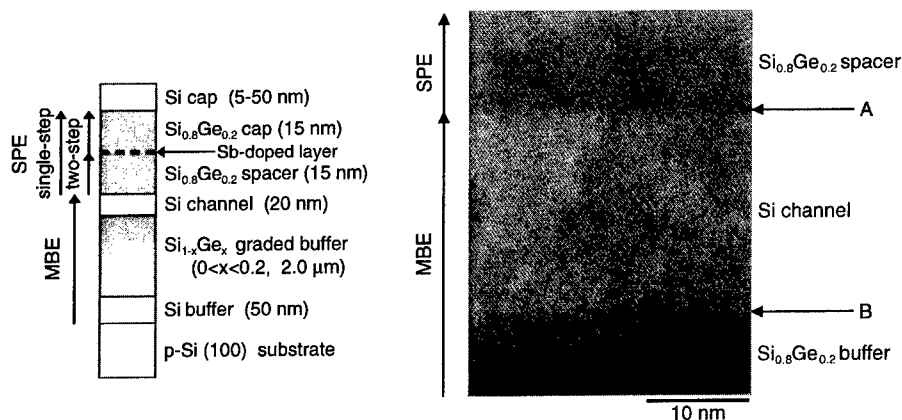 SPE
single-step
two-step
MBE
Si cap (5-50 nm)
Si0.8Ge0.2 cap (15 nm)
Sb-doped layer
Si0.8Ge0.2 spacer (15 nm)
Si channel (20 nm)
Si1-xGex graded buffer
(0<x<0.2, 2.0 μm)
Si buffer (50 nm)
p-Si (100) substrate
SPE
MBE
Si0.8Ge0.2 spacer
A
Si channel
B
Si0.8Ge0.2 buffer
10 nm